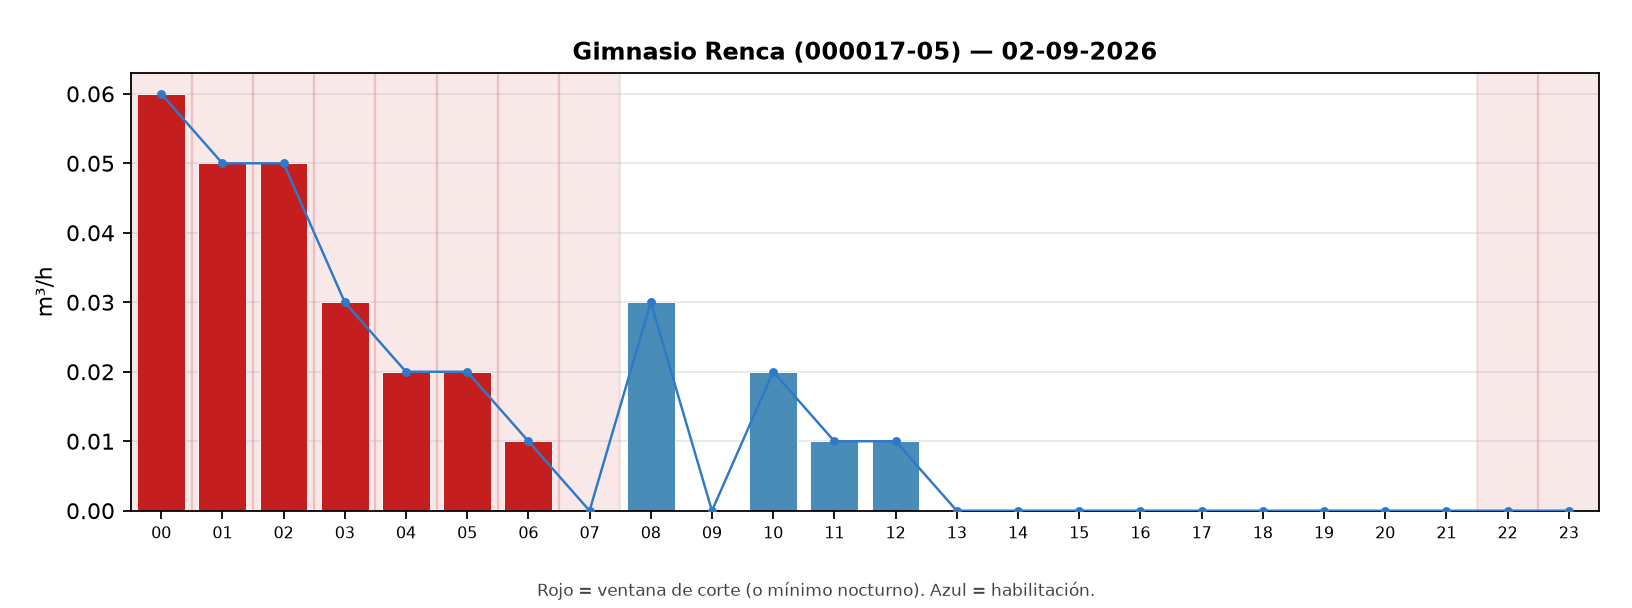 Gimnasio Renca (000017-05) — 02-09-2026
m³/h
0.06
0.05
0.04
0.03
0.02
0.01
0.00
00 01 02 03 04 05 06 07 08 09 10 11 12 13 14 15 16 17 18 19 20 21 22 23
Rojo = ventana de corte (o mínimo nocturno). Azul = habilitación.